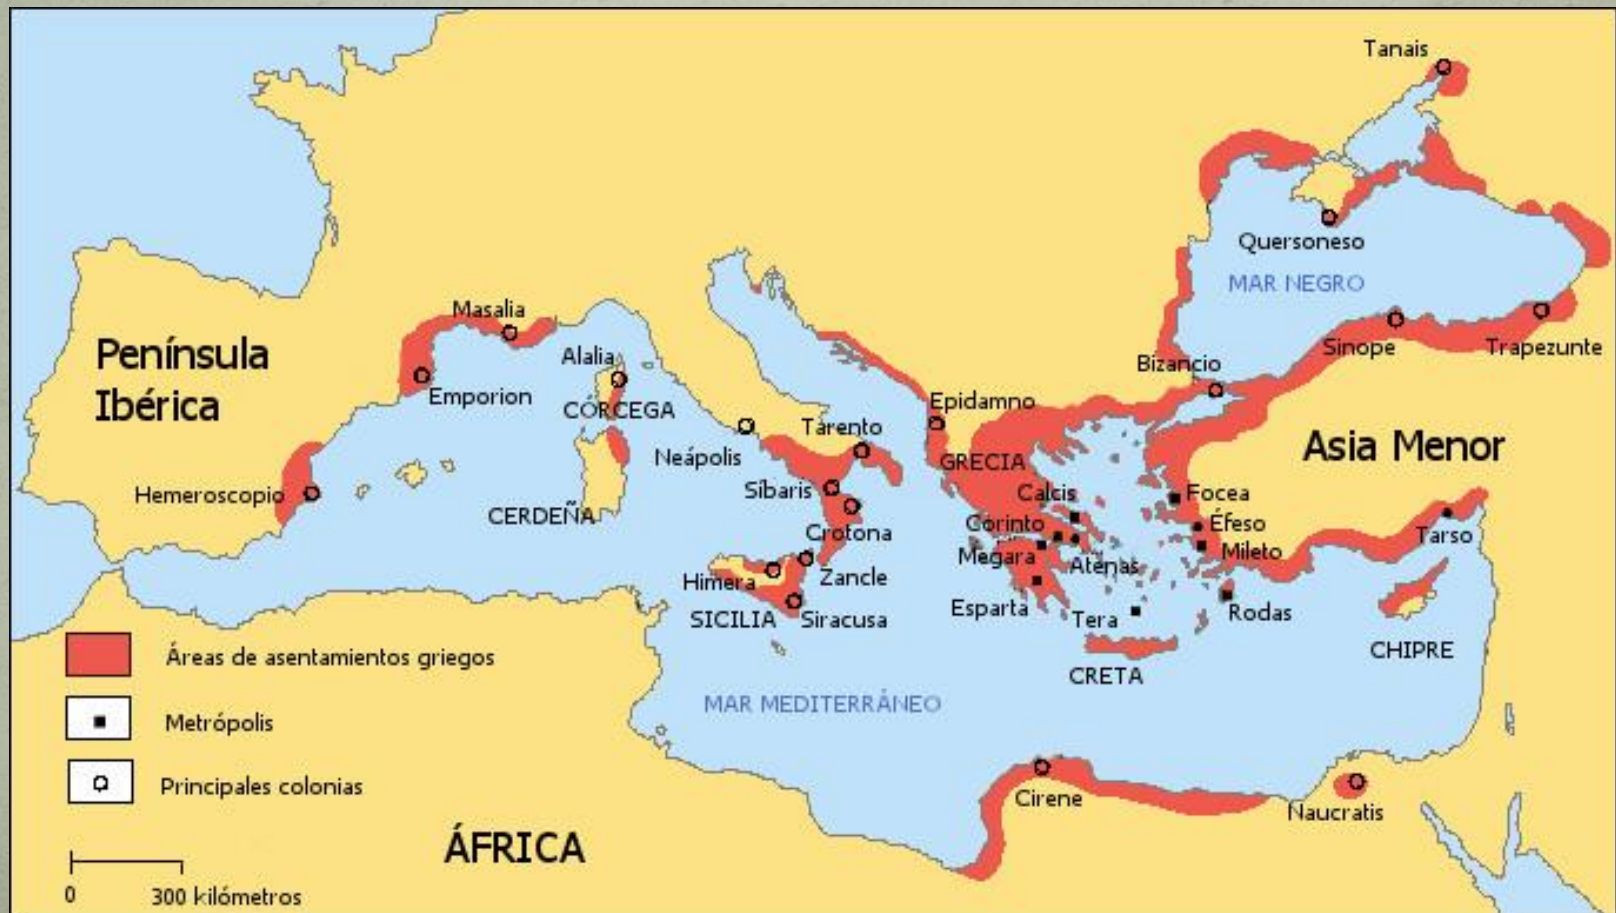 Tanais
Quersoneso
MAR NEGRO
Masalia
Península
Ibérica
Alalia
Bizancio
Sinope
Trapezunte
Emporion
CÓRCEGA
Epidamno
Tarento
Neápolis
GRECIA
Asia Menor
Hemeroscopio
Síbaris
Calcis
Focea
CERDEÑA
Crotona
Corinto
Éfeso
Tarso
Megara
Atenas
Mileto
Himera
Zancle
Esparta
Tera
Rodas
SICILIA
Siracusa
CHIPRE
Áreas de asentamientos griegos
CRETA
MAR MEDITERRÁNEO
Metrópolis
Principales colonias
Cirene
Naucratis
ÁFRICA
0 300 kilómetros